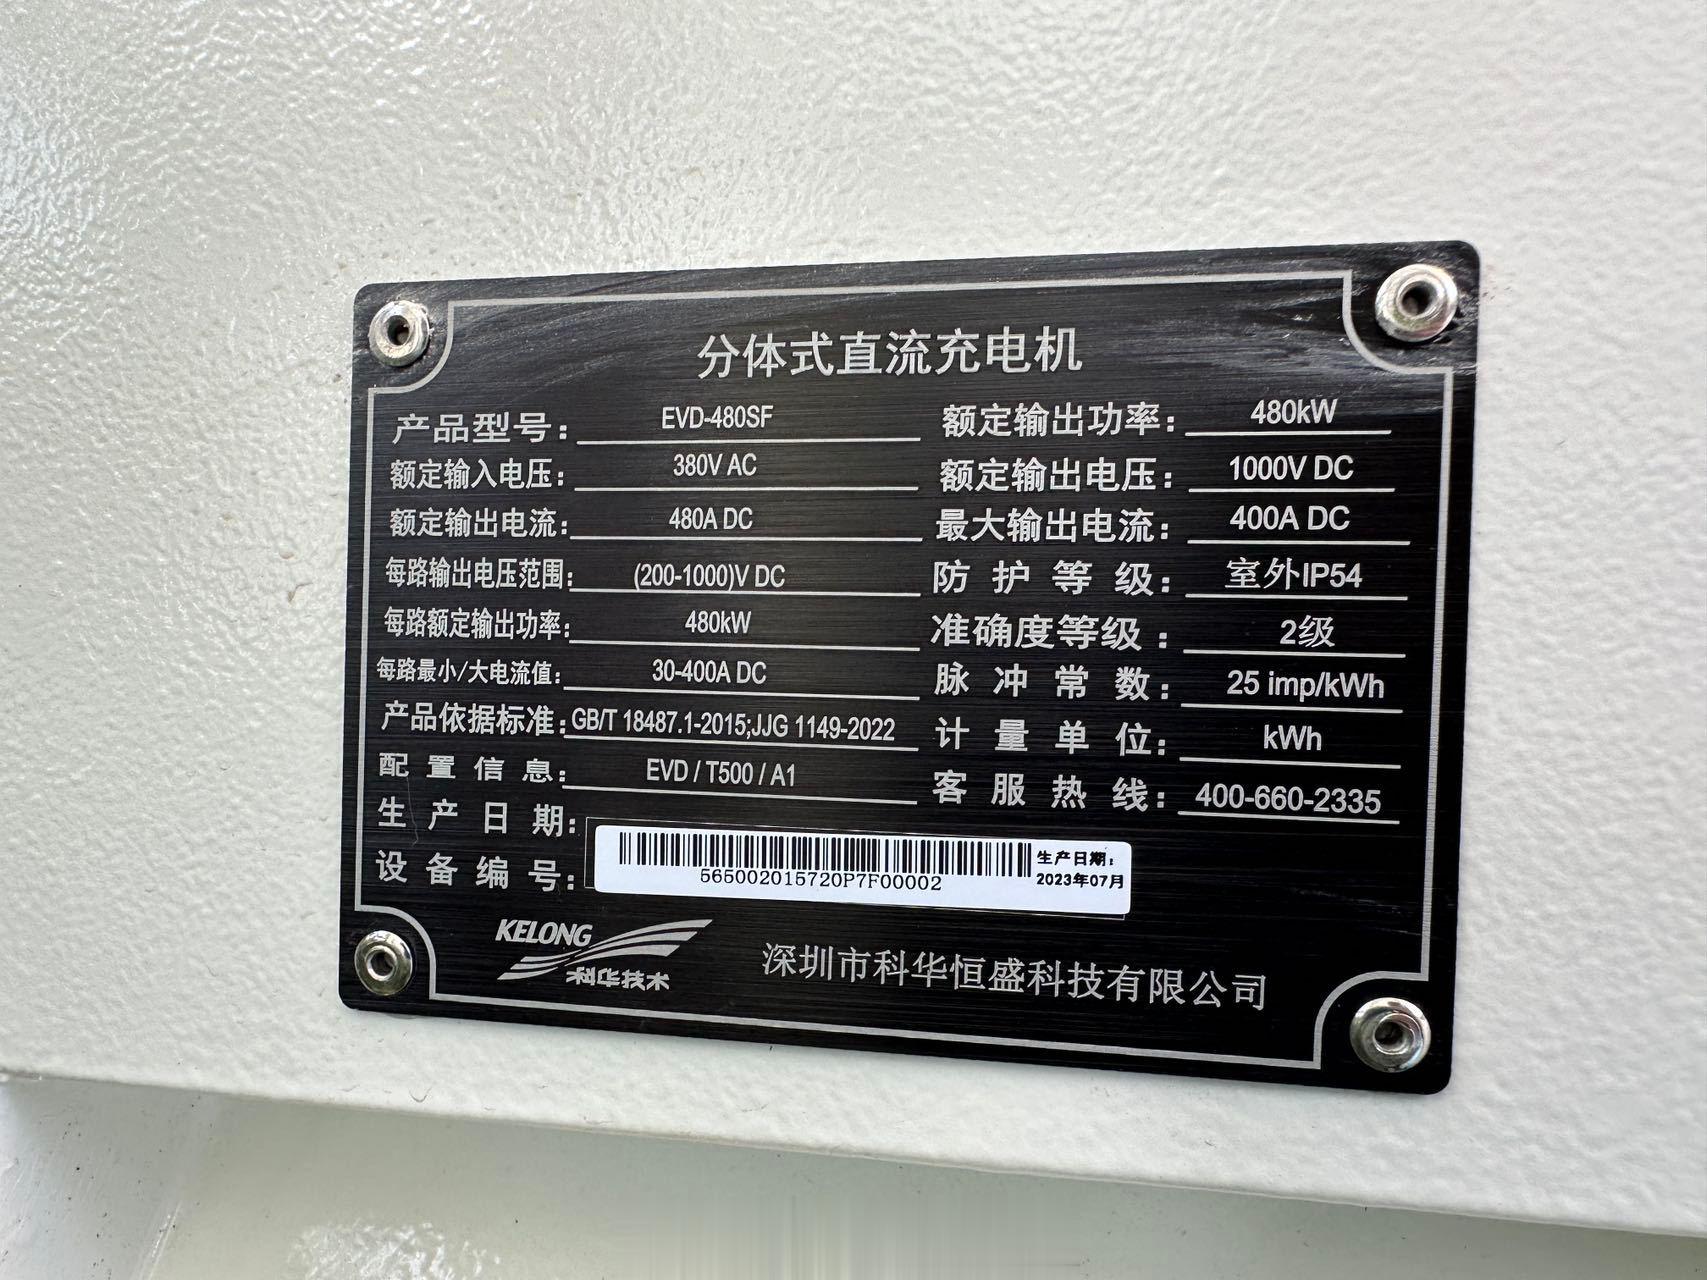 分体式直流充电机
产品型号: EVD-480SF 额定输出功率: 480kW
额定输入电压: 380V AC 额定输出电压: 1000V DC
额定输出电流: 480A DC 最大输出电流: 400A DC
每路输出电压范围: (200-1000)V DC 防护等级: 室外IP54
每路额定输出功率: 480kW 准确度等级: 2级
每路最小/大电流值: 30-400A DC 脉冲常数: 25 imp/kWh
产品依据标准: GB/T 18487.1-2015;JJG 1149-2022 计量单位: kWh
配置信息: EVD / T500 / A1 客服热线: 400-660-2335
生产日期:
设备编号:
565002015720P7F00002
生产日期:
2023年07月
KELONG
科华技术
深圳市科华恒盛科技有限公司